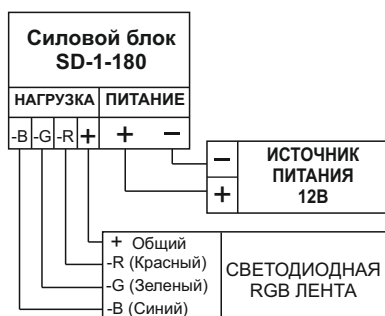 Силовой блок
SD-1-180
НАГРУЗКА ПИТАНИЕ
-B -G -R + + −
− ИСТОЧНИК
ПИТАНИЯ
+ 12В
+ Общий
-R (Красный)
-G (Зеленый)
-B (Синий)
СВЕТОДИОДНАЯ
RGB ЛЕНТА